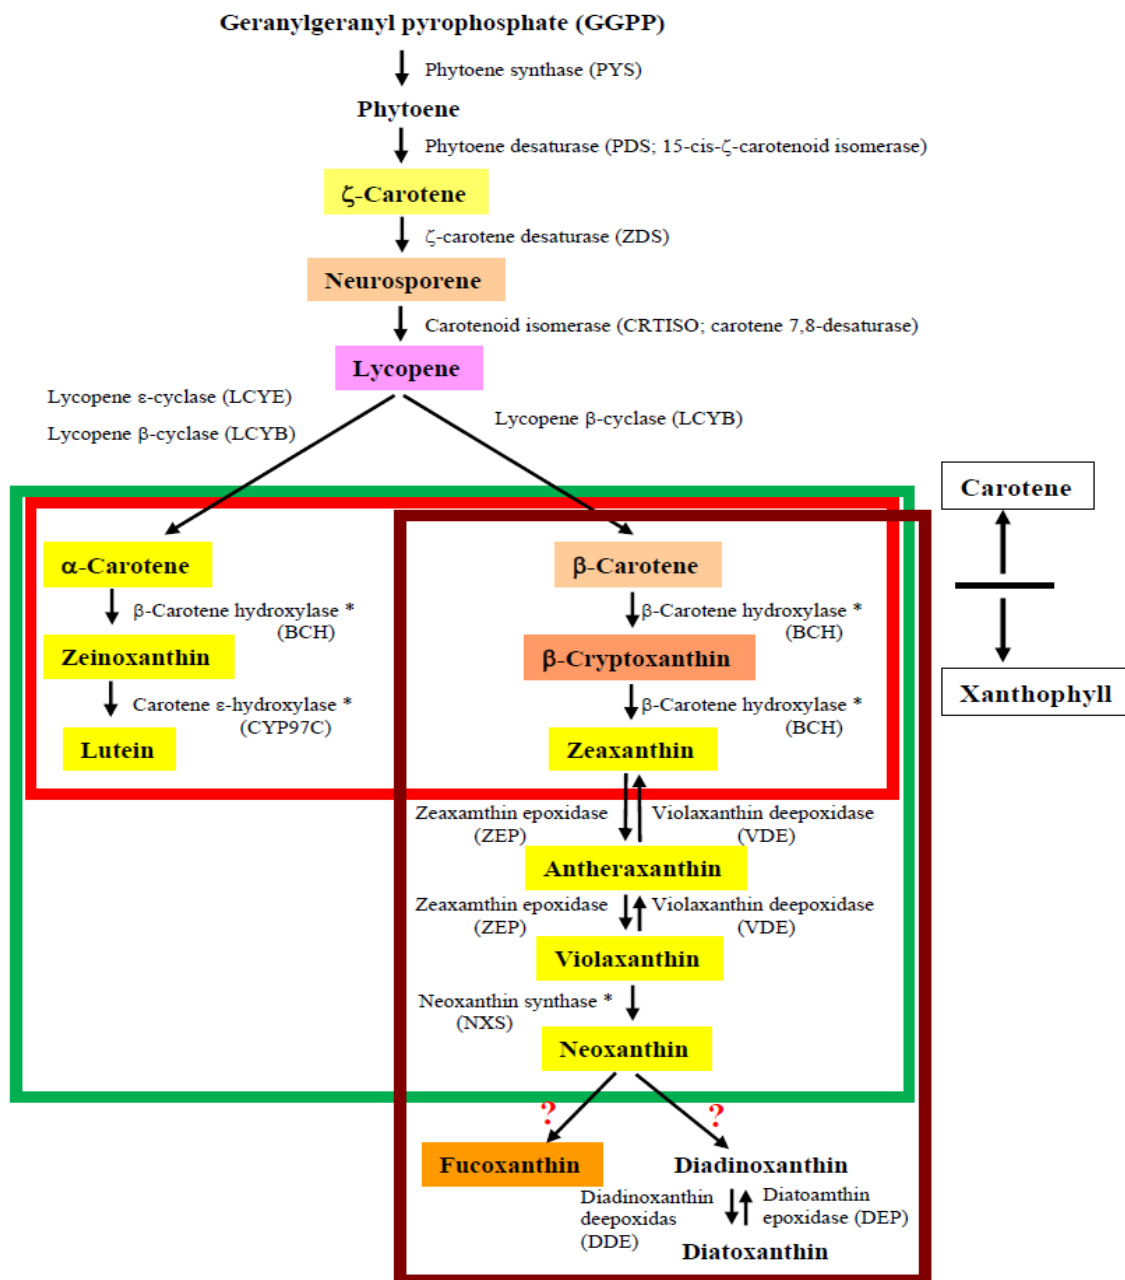 Geranylgeranyl pyrophosphate (GGPP)
Phytoene synthase (PYS)
Phytoene
Phytoene desaturase (PDS; 15-cis-ζ-carotenoid isomerase)
ζ-Carotene
ζ-carotene desaturase (ZDS)
Neurosporene
Carotenoid isomerase (CRTISO; carotene 7,8-desaturase)
Lycopene
Lycopene ε-cyclase (LCYE)
Lycopene β-cyclase (LCYB)
Lycopene β-cyclase (LCYB)
Carotene
Xanthophyll
α-Carotene
β-Carotene hydroxylase *
(BCH)
Zeinoxanthin
Carotene ε-hydroxylase *
(CYP97C)
Lutein
β-Carotene
β-Carotene hydroxylase *
(BCH)
β-Cryptoxanthin
β-Carotene hydroxylase *
(BCH)
Zeaxanthin
Zeaxamthin epoxidase
(ZEP)
Violaxanthin deepoxidase
(VDE)
Antheraxanthin
Zeaxamthin epoxidase
(ZEP)
Violaxanthin deepoxidase
(VDE)
Violaxanthin
Neoxanthin synthase *
(NXS)
Neoxanthin
?
?
Fucoxanthin
Diadinoxanthin
Diadinoxanthin
deepoxidas
(DDE)
Diatoamthin
epoxidase (DEP)
Diatoxanthin